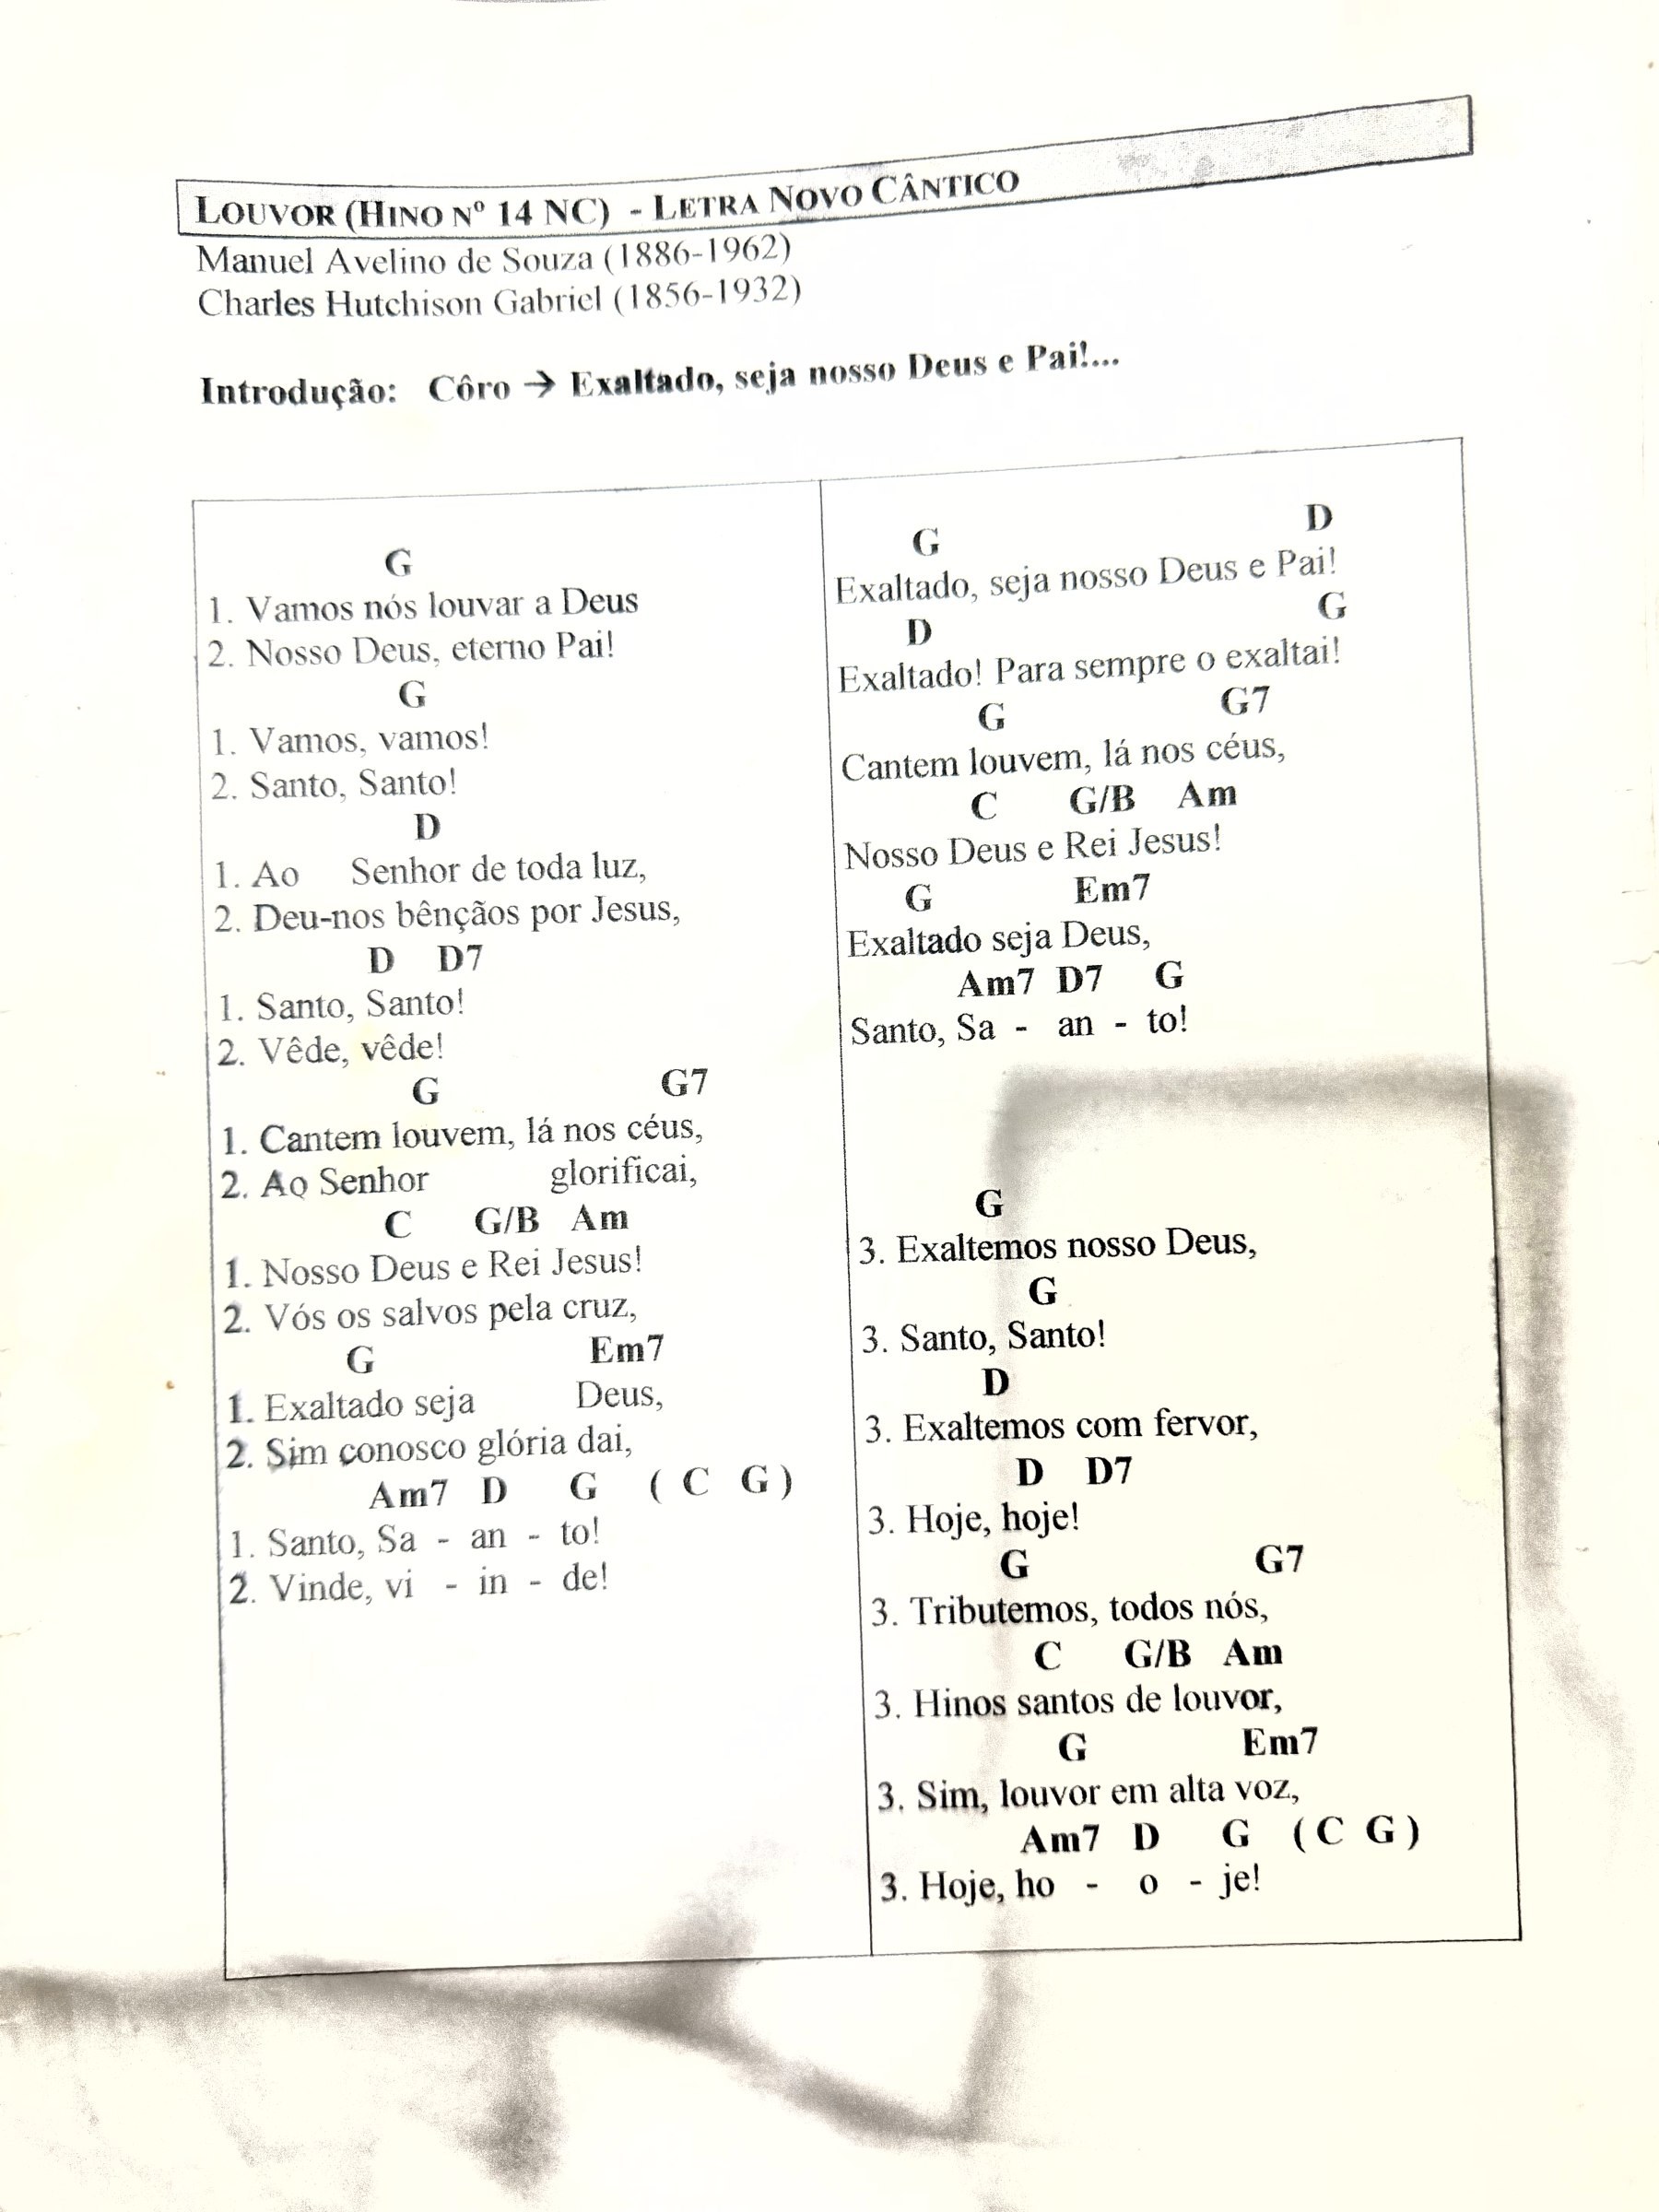 LOUVOR (HINO Nº 14 NC) - LETRA NOVO CÂNTICO
Manuel Avelino de Souza (1886-1962)
Charles Hutchison Gabriel (1856-1932)
Introdução: Côro → Exaltado, seja nosso Deus e Pai!...
G
1. Vamos nós louvar a Deus
2. Nosso Deus, eterno Pai!
G
1. Vamos, vamos!
2. Santo, Santo!
D
1. Ao Senhor de toda luz,
2. Deu-nos bênçãos por Jesus,
D D7
1. Santo, Santo!
2. Vêde, vêde!
G G7
1. Cantem louvem, lá nos céus,
2. Ao Senhor glorificai,
C G/B Am
1. Nosso Deus e Rei Jesus!
2. Vós os salvos pela cruz,
G Em7
1. Exaltado seja Deus,
2. Sim conosco glória dai,
Am7 D G ( C G )
1. Santo, Sa - an - to!
2. Vinde, vi - in - de!
G D
Exaltado, seja nosso Deus e Pai!
D G
Exaltado! Para sempre o exaltai!
G G7
Cantem louvem, lá nos céus,
C G/B Am
Nosso Deus e Rei Jesus!
G Em7
Exaltado seja Deus,
Am7 D7 G
Santo, Sa - an - to!
G
3. Exaltemos nosso Deus,
G
3. Santo, Santo!
D
3. Exaltemos com fervor,
D D7
3. Hoje, hoje!
G G7
3. Tributemos, todos nós,
C G/B Am
3. Hinos santos de louvor,
G Em7
3. Sim, louvor em alta voz,
Am7 D G ( C G )
3. Hoje, ho - o - je!